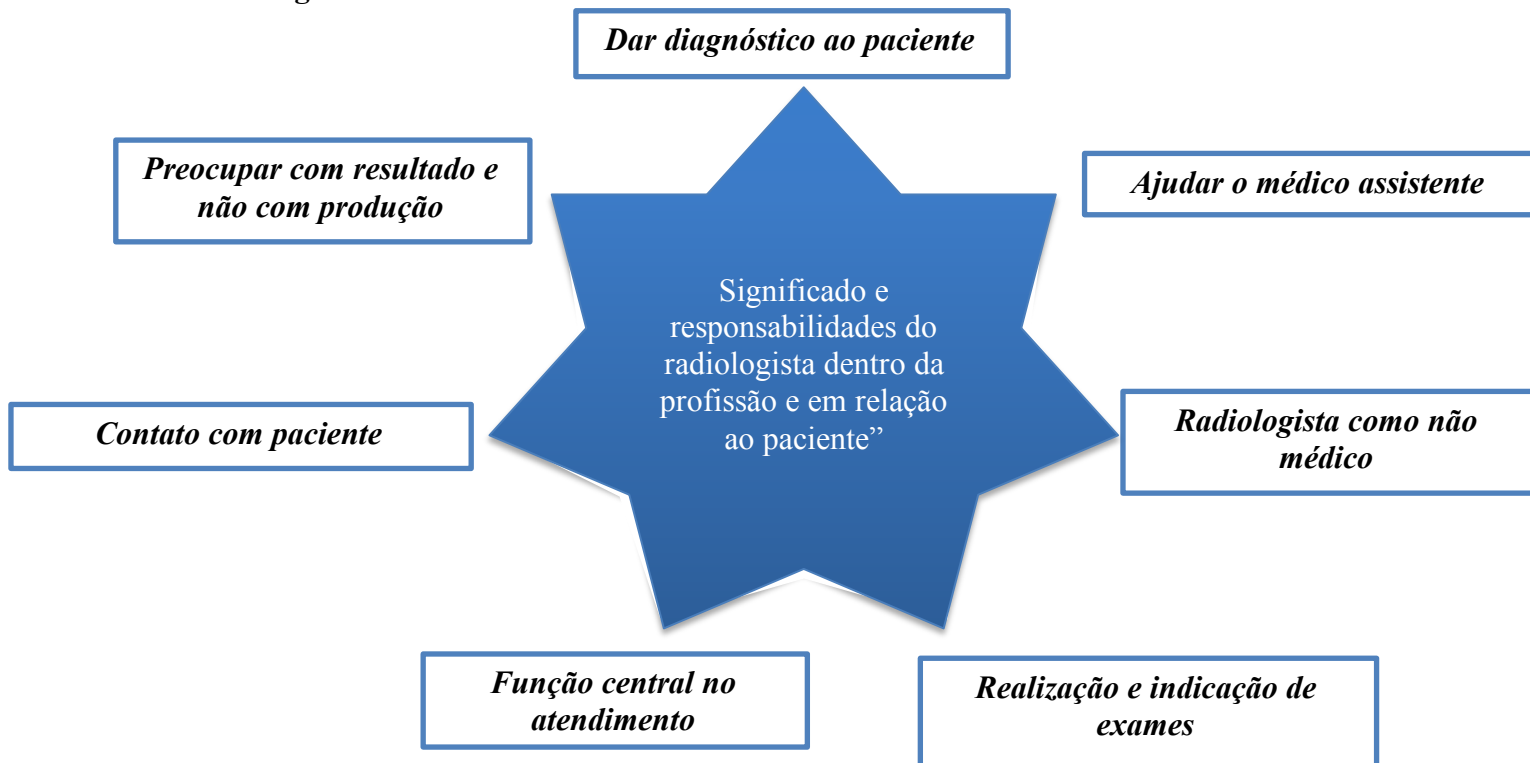 Dar diagnóstico ao paciente
Preocupar com resultado e
não com produção
Ajudar o médico assistente
Significado e
responsabilidades do
radiologista dentro da
profissão e em relação
ao paciente”
Contato com paciente
Radiologista como não
médico
Função central no
atendimento
Realização e indicação de
exames